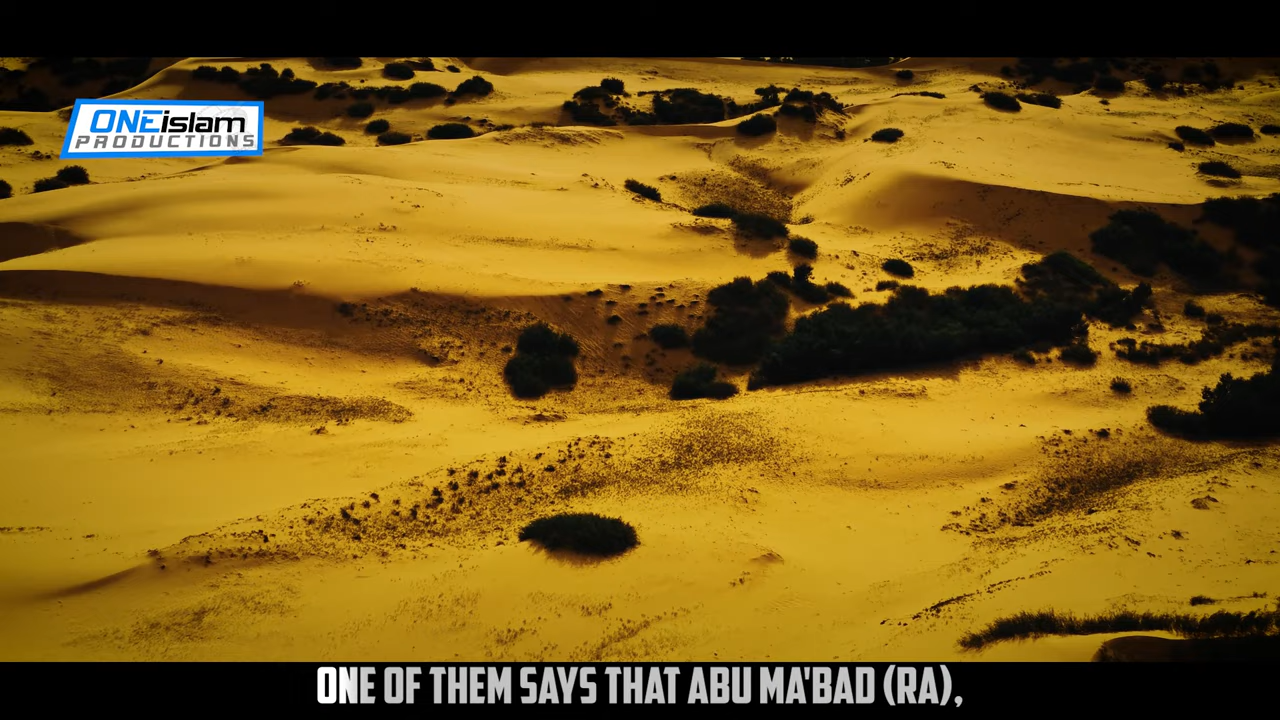 ONEislam
PRODUCTIONS
ONE OF THEM SAYS THAT ABU MA'BAD (RA),